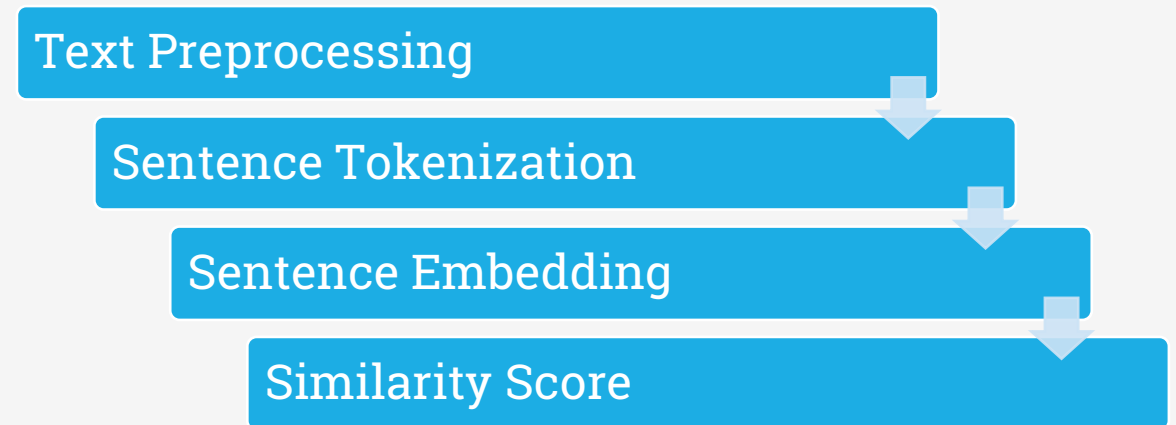 Text Preprocessing
Sentence Tokenization
Sentence Embedding
Similarity Score